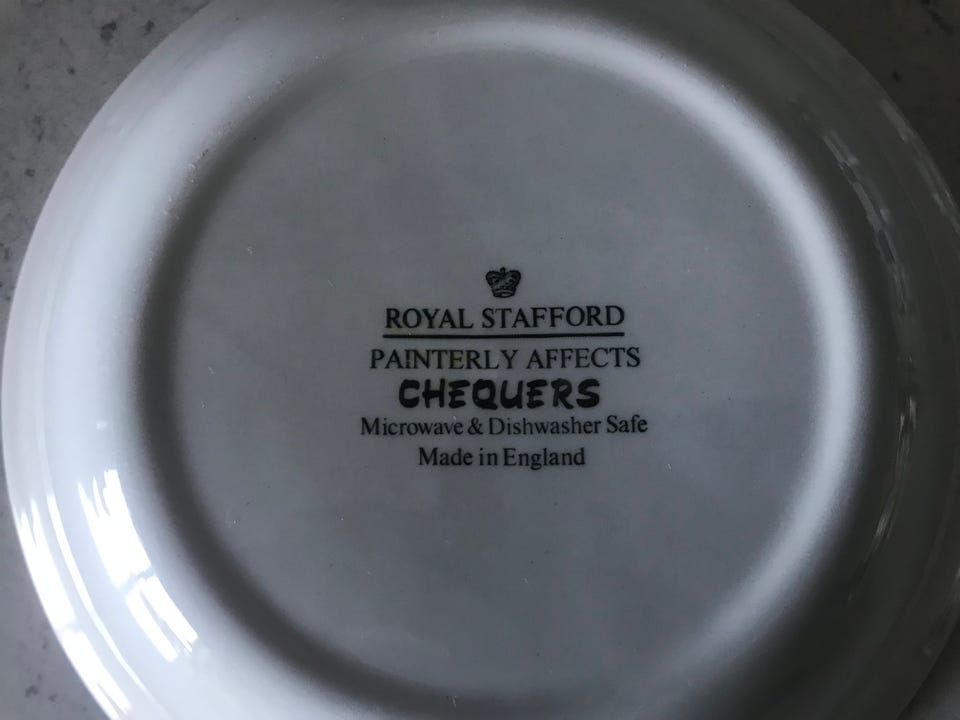 ROYAL STAFFORD
PAINTERLY AFFECTS
CHEQUERS
Microwave & Dishwasher Safe
Made in England